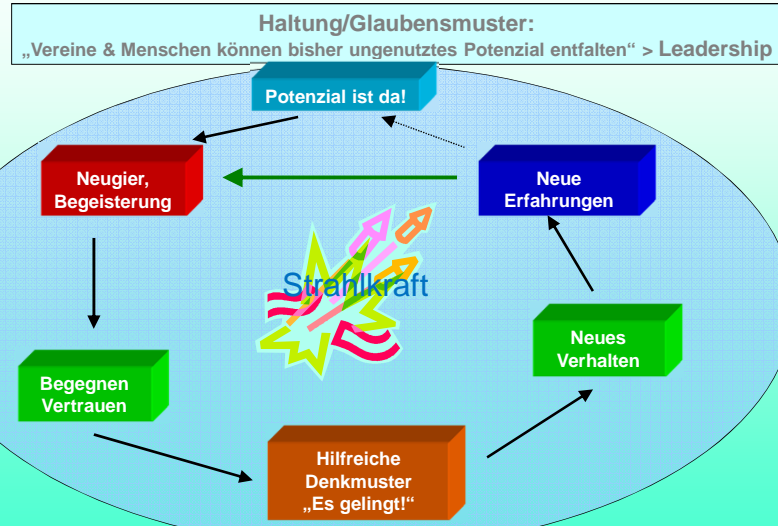 Haltung/Glaubensmuster:
„Vereine & Menschen können bisher ungenutztes Potenzial entfalten“ > Leadership
Potenzial ist da!
Neugier,
Begeisterung
Neue
Erfahrungen
Strahlkraft
Neues
Verhalten
Begegnen
Vertrauen
Hilfreiche
Denkmuster
„Es gelingt!“